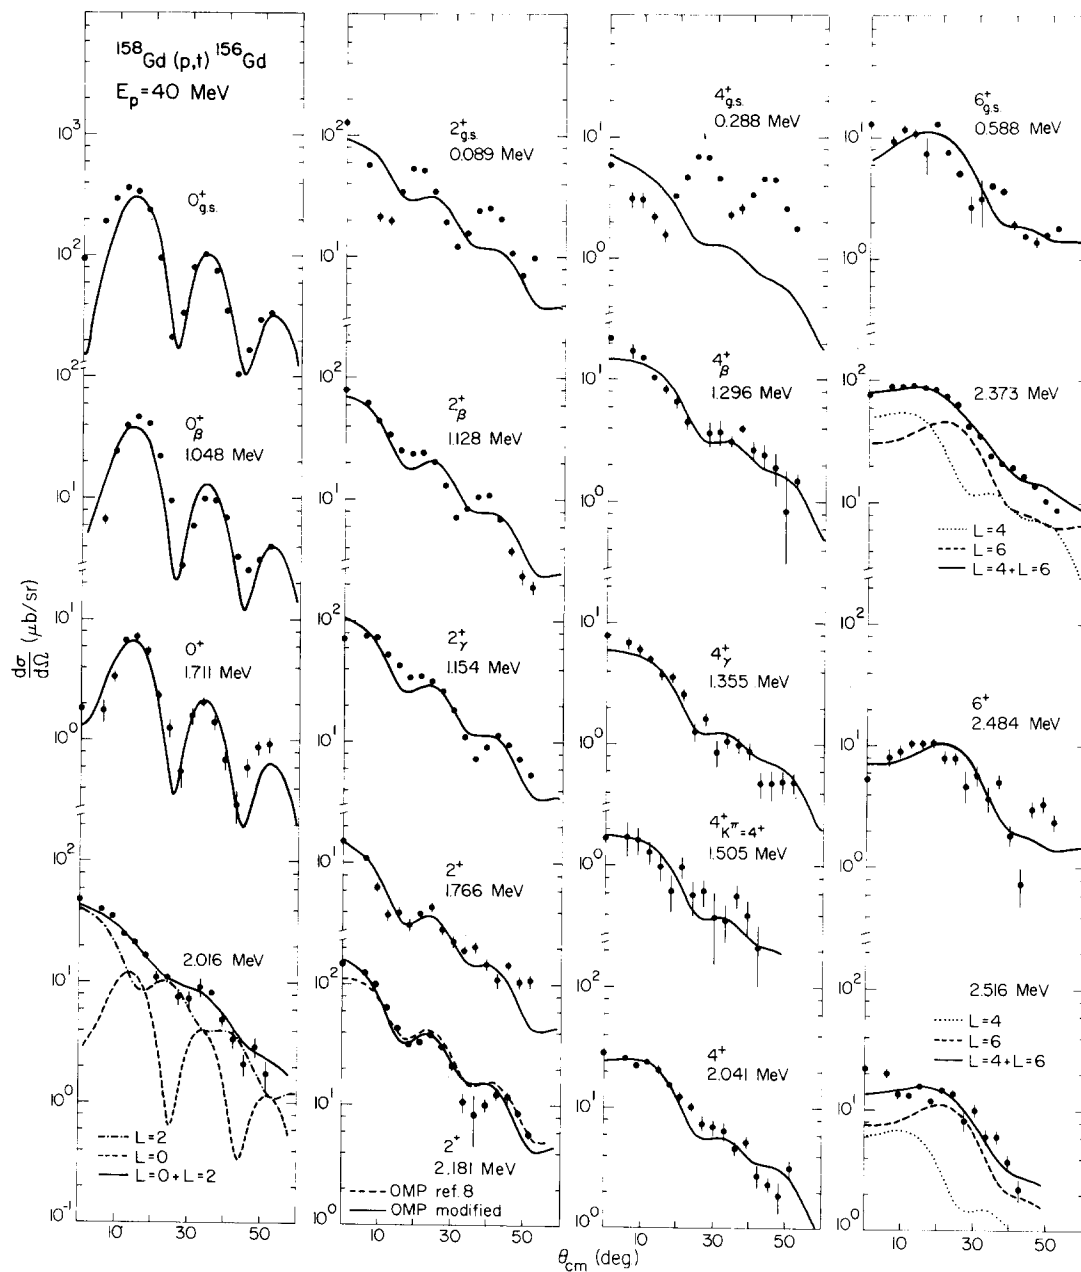 ¹⁵⁸Gd (p,t) ¹⁵⁶Gd
E_p = 40 MeV
dσ/dΩ (μb/sr)
10³
10²
10²
10¹
10¹
10⁰
10²
10¹
10⁰
10⁻¹
0⁺g.s.
0⁺β
1.048 MeV
0⁺
1.711 MeV
2.016 MeV
L=2
L=0
L=0+L=2
10 30 50
10²
10¹
10²
10¹
10²
10¹
10¹
10²
10¹
10⁰
2⁺g.s.
0.089 MeV
2⁺β
1.128 MeV
2⁺γ
1.154 MeV
2⁺
1.766 MeV
2⁺
2.181 MeV
OMP ref. 8
OMP modified
10 30 50
10¹
10⁰
10¹
10⁰
10¹
10⁰
10⁰
10²
10¹
10⁰
4⁺g.s.
0.288 MeV
4⁺β
1.296 MeV
4⁺γ
1.355 MeV
4⁺K^π=4⁺
1.505 MeV
4⁺
2.041 MeV
10 30 50
10¹
10⁰
10²
10¹
10²
10¹
10⁰
10²
10¹
10⁰
6⁺g.s.
0.588 MeV
2.373 MeV
L=4
L=6
L=4+L=6
6⁺
2.484 MeV
2.516 MeV
L=4
L=6
L=4+L=6
10 30 50
θcm (deg)